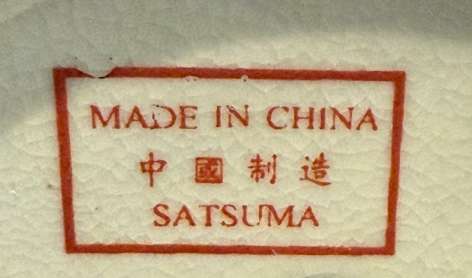 MADE IN CHINA
中國制造
SATSUMA